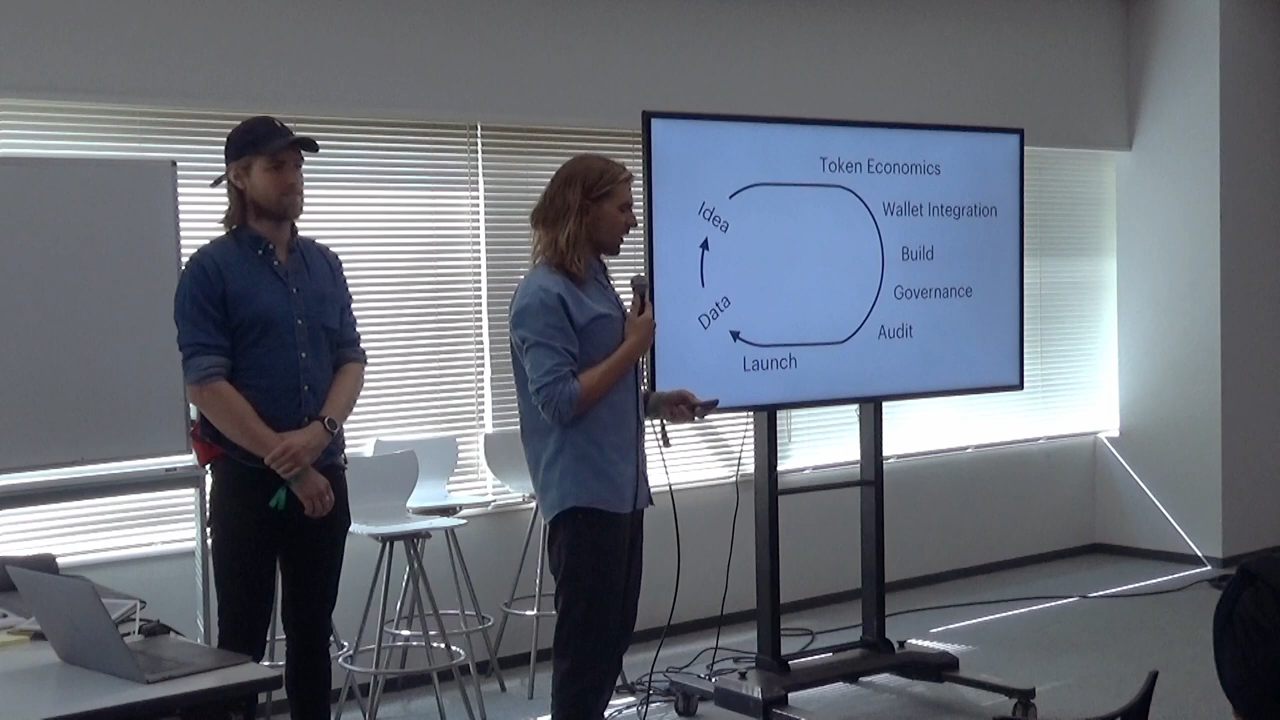 Token Economics
Idea
Wallet Integration
Build
Governance
Data
Audit
Launch